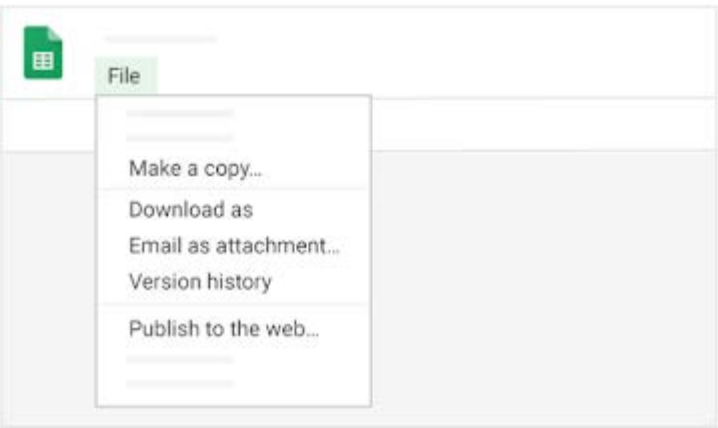 File
Make a copy...
Download as
Email as attachment...
Version history
Publish to the web...